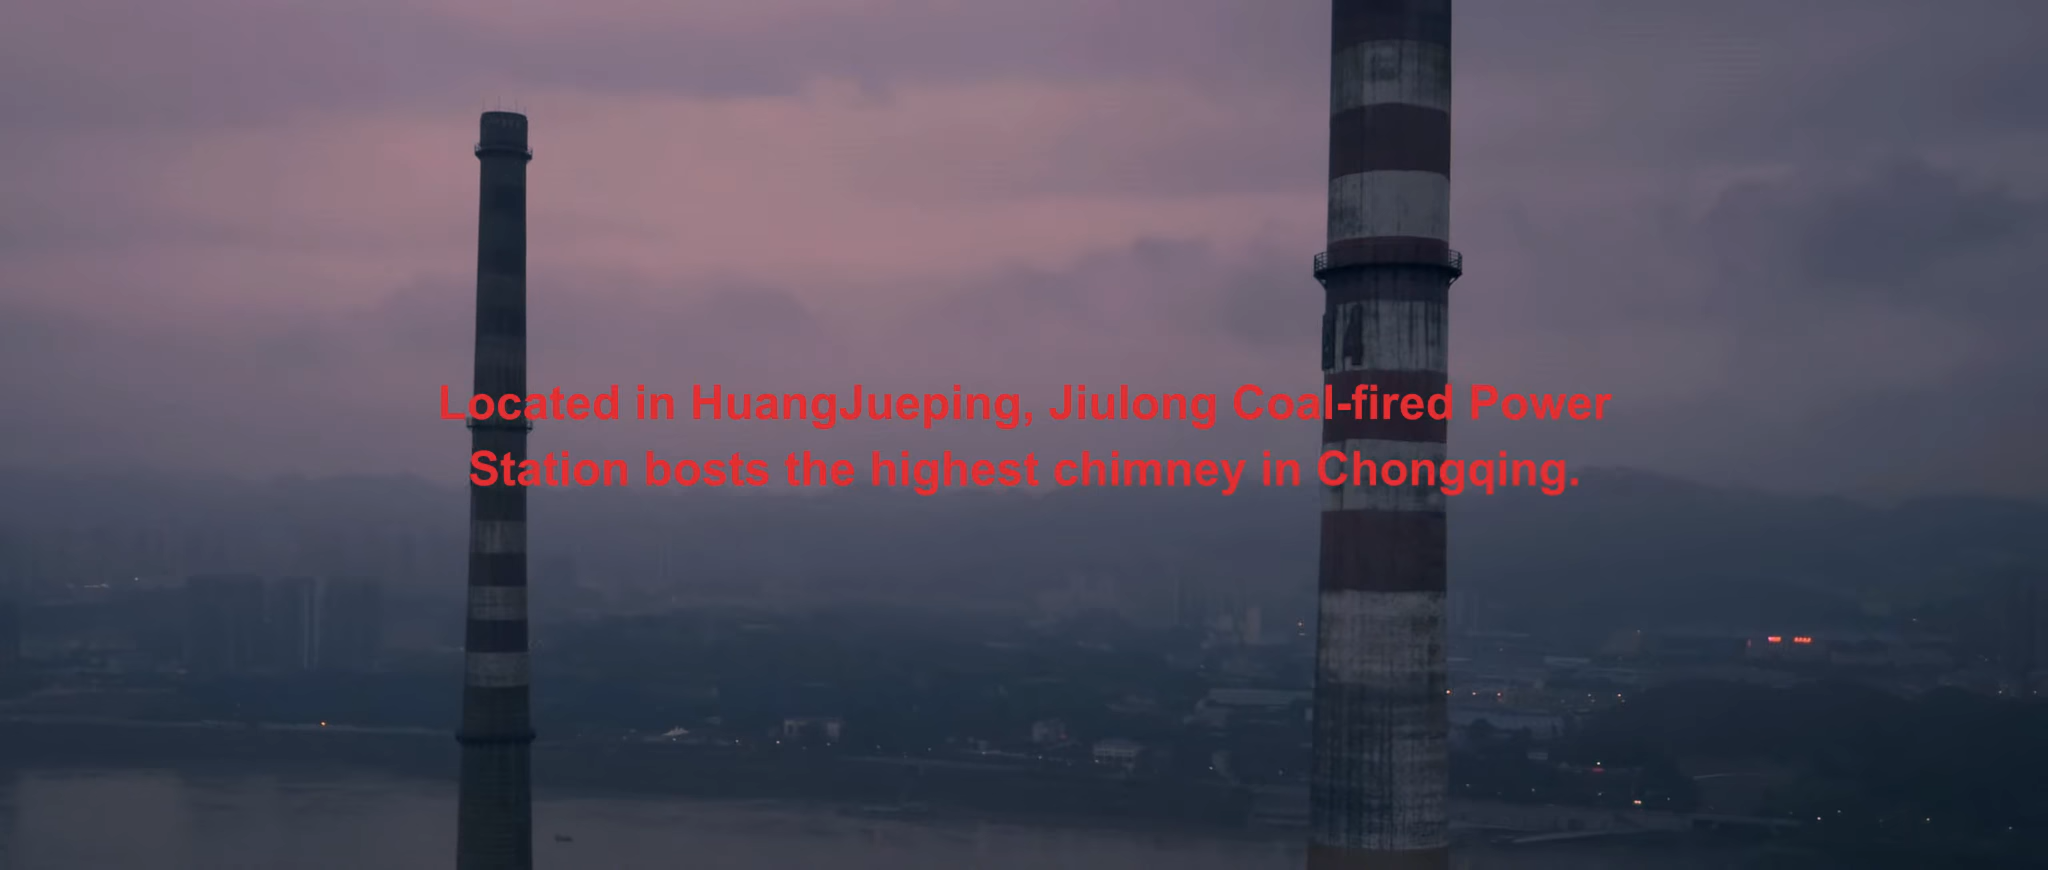 Located in HuangJueping, Jiulong Coal-fired Power
Station bosts the highest chimney in Chongqing.